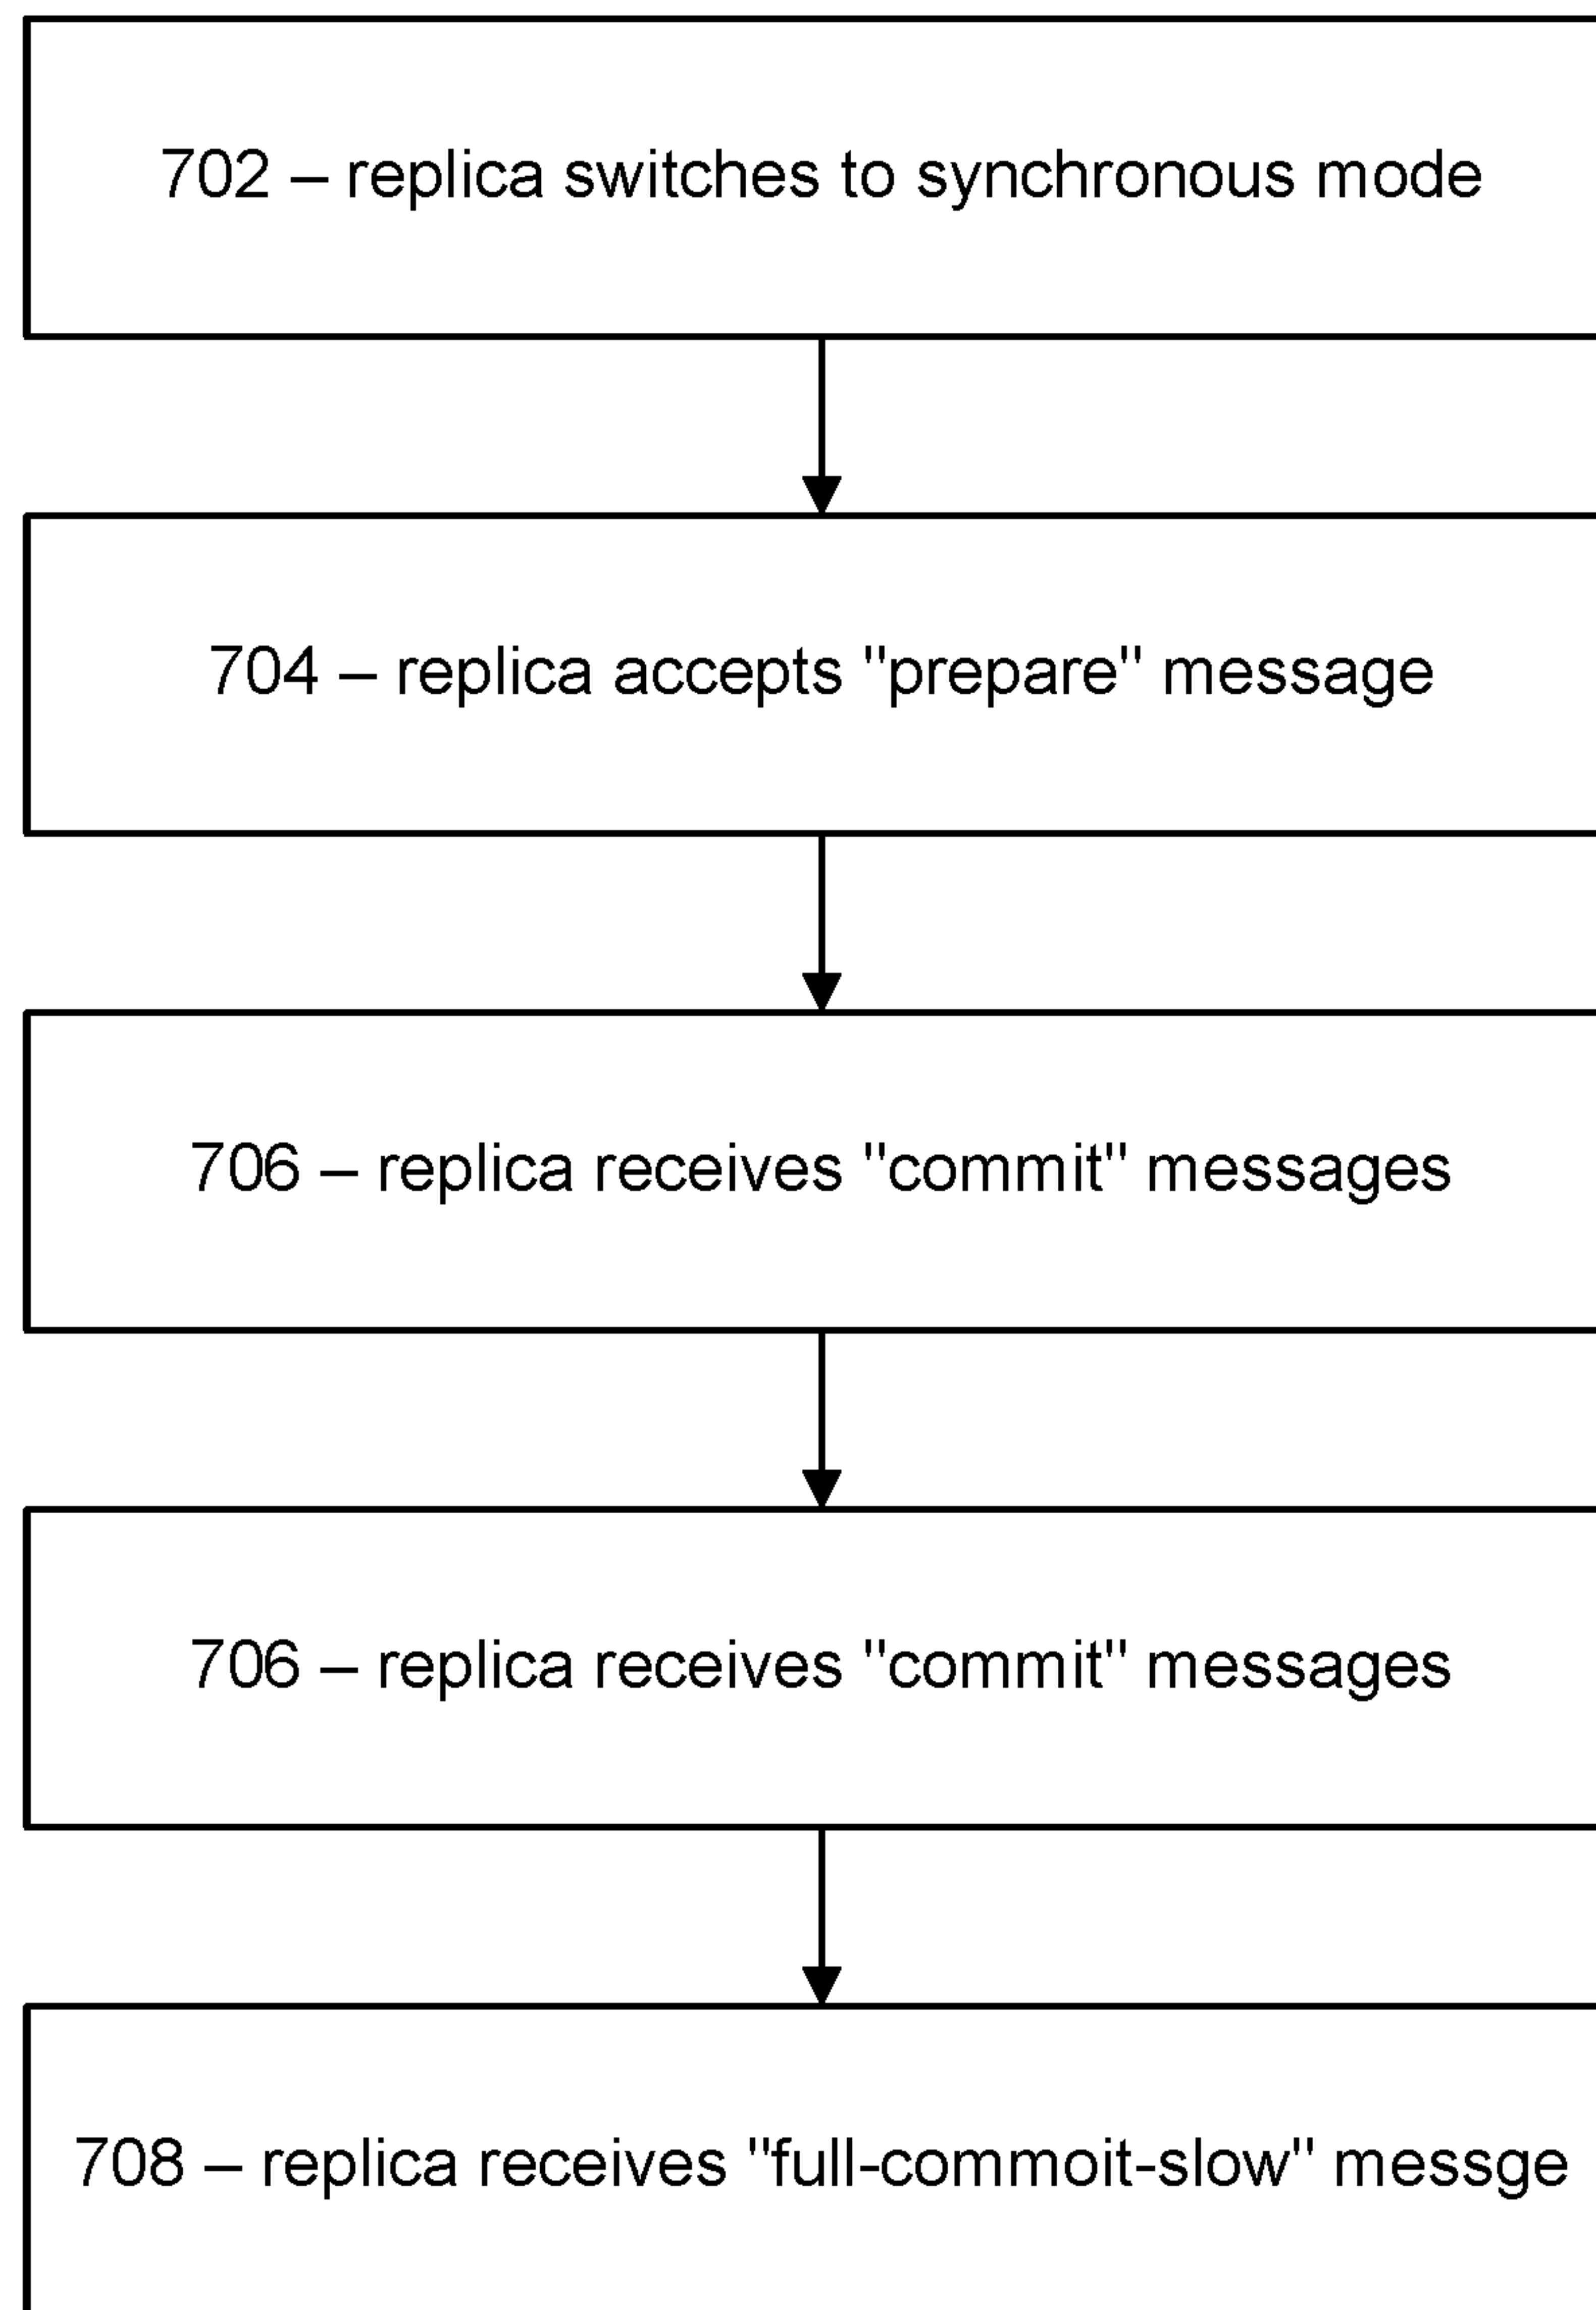 702 – replica switches to synchronous mode
704 – replica accepts "prepare" message
706 – replica receives "commit" messages
706 – replica receives "commit" messages
708 – replica receives "full-commoit-slow" messge